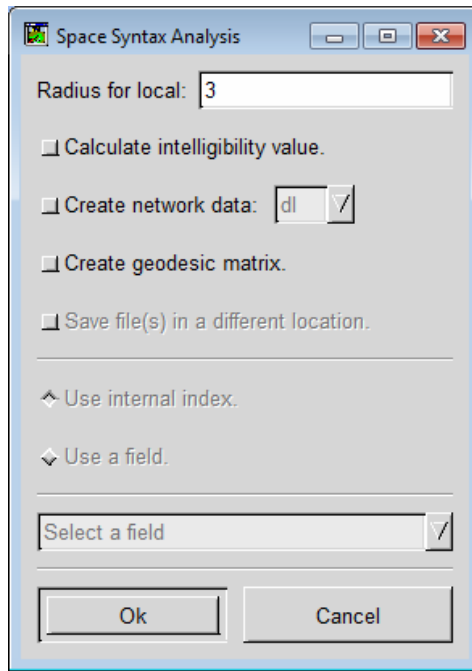 Space Syntax Analysis
Radius for local: 3
Calculate intelligibility value.
Create network data: dl
Create geodesic matrix.
Save file(s) in a different location.
Use internal index.
Use a field.
Select a field
Ok Cancel